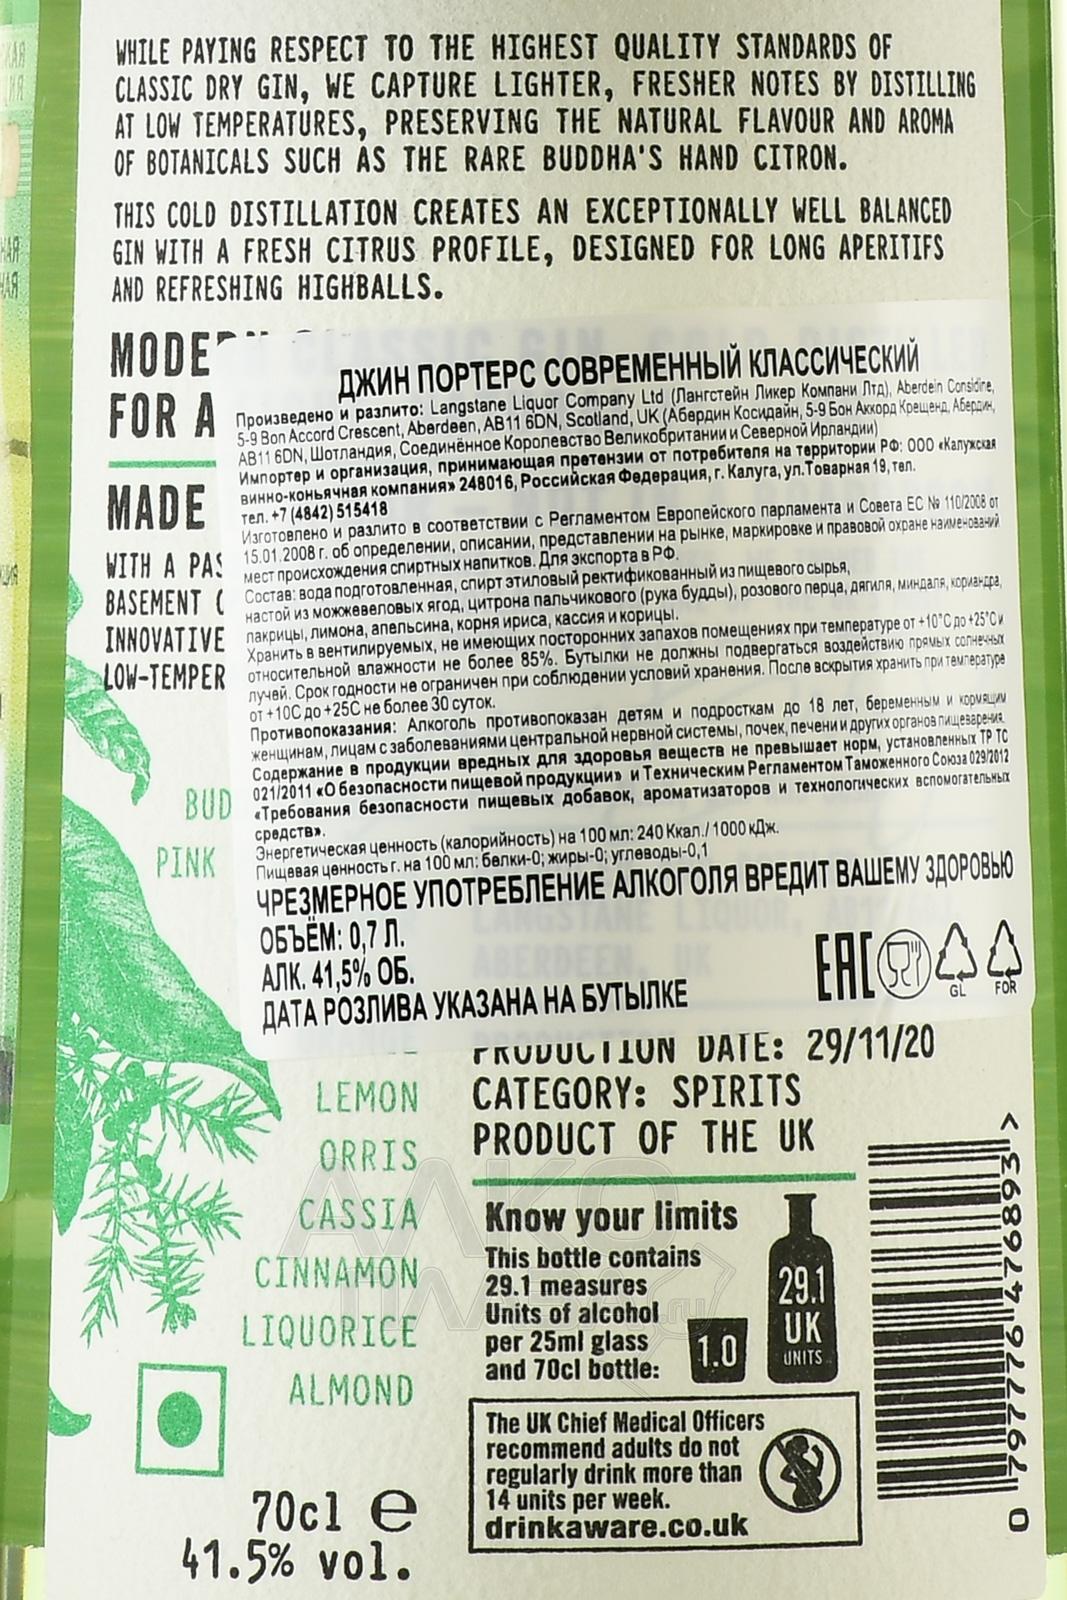 WHILE PAYING RESPECT TO THE HIGHEST QUALITY STANDARDS OF
CLASSIC DRY GIN, WE CAPTURE LIGHTER, FRESHER NOTES BY DISTILLING
AT LOW TEMPERATURES, PRESERVING THE NATURAL FLAVOUR AND AROMA
OF BOTANICALS SUCH AS THE RARE BUDDHA'S HAND CITRON.
THIS COLD DISTILLATION CREATES AN EXCEPTIONALLY WELL BALANCED
GIN WITH A FRESH CITRUS PROFILE, DESIGNED FOR LONG APERITIFS
AND REFRESHING HIGHBALLS.
FOR A
MADE
WITH A PAS
BASEMENT
INNOVATIVE
LOW-TEMPER
BUD
PINK
ДЖИН ПОРТЕРС СОВРЕМЕННЫЙ КЛАССИЧЕСКИЙ
Произведено и разлито: Langstane Liquor Company Ltd (Лангстейн Ликер Компани Лтд), Aberdein Considine,
5-9 Bon Accord Crescent, Aberdeen, AB11 6DN, Scotland, UK (Абердин Косидайн, 5-9 Бон Аккорд Крещенд, Абердин,
AB11 6DN, Шотландия, Соединённое Королевство Великобритании и Северной Ирландии)
Импортер и организация, принимающая претензии от потребителя на территории РФ: ООО «Калужская
винно-коньячная компания» 248016, Российская Федерация, г. Калуга, ул.Товарная 19, тел.
тел. +7 (4842) 515418
Изготовлено и разлито в соответствии с Регламентом Европейского парламента и Совета ЕС № 110/2008 от
15.01.2008 г. об определении, описании, представлении на рынке, маркировке и правовой охране наименований
мест происхождения спиртных напитков. Для экспорта в РФ.
Состав: вода подготовленная, спирт этиловый ректификованный из пищевого сырья,
настой из можжевеловых ягод, цитрона пальчикового (рука будды), розового перца, дягиля, миндаля, кориандра,
лакрицы, лимона, апельсина, корня ириса, кассия и корицы.
Хранить в вентилируемых, не имеющих посторонних запахов помещениях при температуре от +10°С до +25°С и
относительной влажности не более 85%. Бутылки не должны подвергаться воздействию прямых солнечных
лучей. Срок годности не ограничен при соблюдении условий хранения. После вскрытия хранить при температуре
от +10С до +25С не более 30 суток.
Противопоказания: Алкоголь противопоказан детям и подросткам до 18 лет, беременным и кормящим
женщинам, лицам с заболеваниями центральной нервной системы, почек, печени и других органов пищеварения.
Содержание в продукции вредных для здоровья веществ не превышает норм, установленных ТР ТС
021/2011 «О безопасности пищевой продукции» и Техническим Регламентом Таможенного Союза 029/2012
«Требования безопасности пищевых добавок, ароматизаторов и технологических вспомогательных
средств».
Энергетическая ценность (калорийность) на 100 мл: 240 Ккал./ 1000 кДж.
Пищевая ценность г. на 100 мл: белки-0; жиры-0; углеводы-0,1
ЧРЕЗМЕРНОЕ УПОТРЕБЛЕНИЕ АЛКОГОЛЯ ВРЕДИТ ВАШЕМУ ЗДОРОВЬЮ
ОБЪЁМ: 0,7 Л.
АЛК. 41,5% ОБ.
ДАТА РОЗЛИВА УКАЗАНА НА БУТЫЛКЕ
EAC GL FOR
PRODUCTION DATE: 29/11/20
CATEGORY: SPIRITS
PRODUCT OF THE UK
LEMON
ORRIS
CASSIA
CINNAMON
LIQUORICE
ALMOND
Know your limits
This bottle contains
29.1 measures
Units of alcohol
per 25ml glass
and 70cl bottle:
1.0
29.1
UK
UNITS
The UK Chief Medical Officers
recommend adults do not
regularly drink more than
14 units per week.
drinkaware.co.uk
0 797776 476893 >
70cl e
41.5% vol.